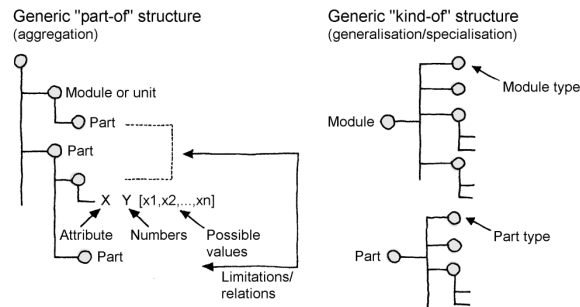 Generic "part-of" structure
(aggregation)
Module or unit
Part
Part
X Y [x1,x2,...,xn]
Attribute Numbers Possible
values
Part
Limitations/
relations
Generic "kind-of" structure
(generalisation/specialisation)
Module type
Module
Part type
Part